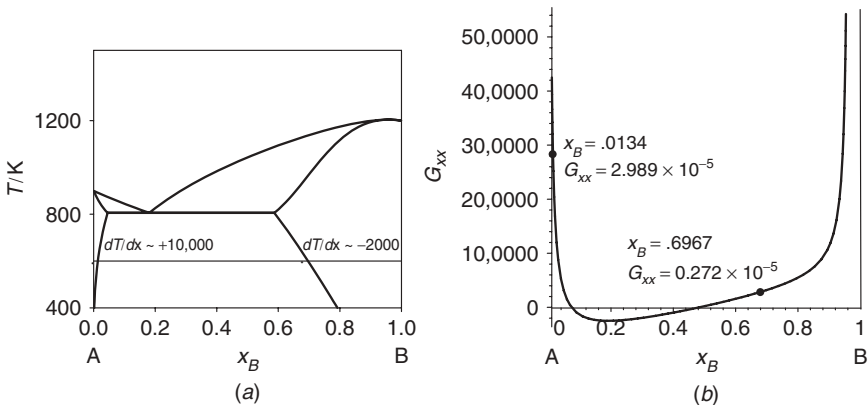 T/K
1200
800
400
dT/dx ~ +10,000
dT/dx ~ −2000
0.0
0.2
0.4
0.6
0.8
1.0
A
x_B
B
(a)
G_xx
50,0000
40,0000
30,0000
20,0000
10,0000
0
x_B = .0134
G_xx = 2.989 × 10⁻⁵
x_B = .6967
G_xx = 0.272 × 10⁻⁵
0
0.2
0.4
0.6
0.8
1
A
x_B
B
(b)